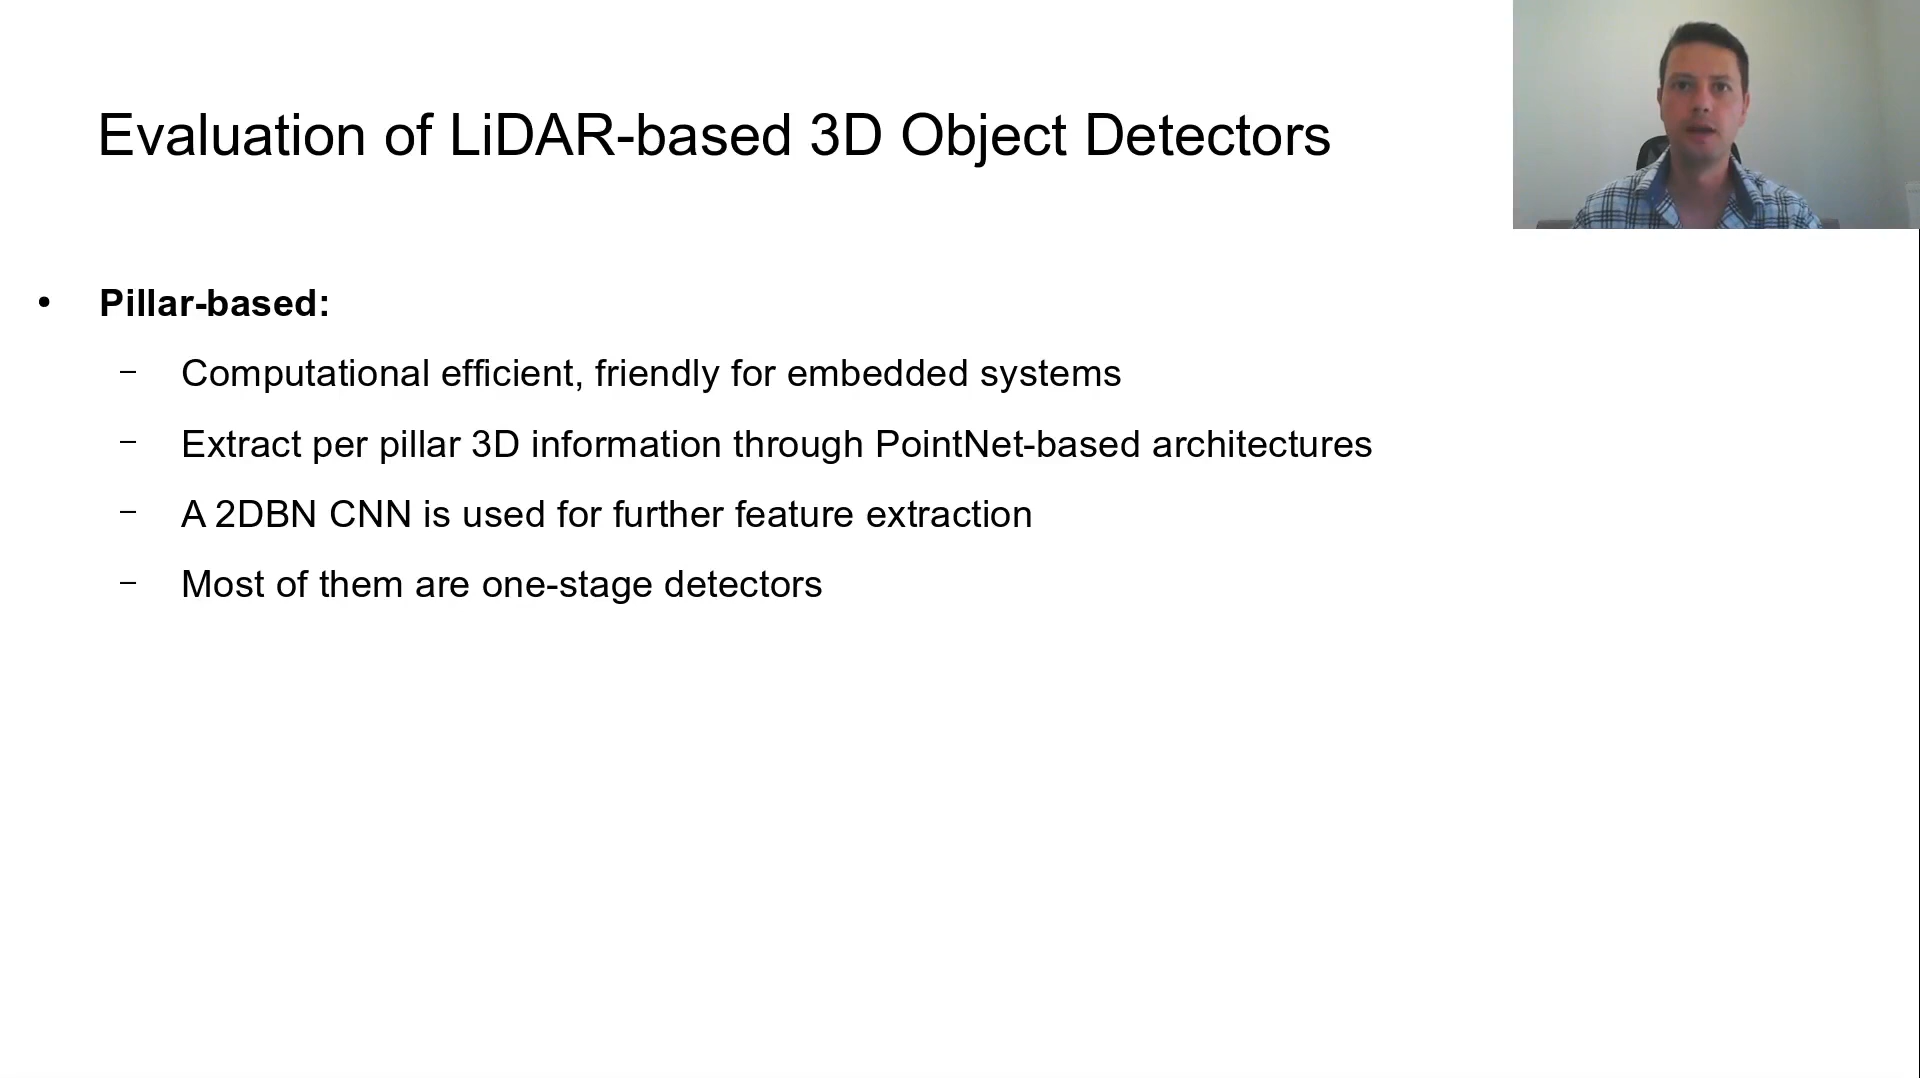 Evaluation of LiDAR-based 3D Object Detectors
• Pillar-based:
– Computational efficient, friendly for embedded systems
– Extract per pillar 3D information through PointNet-based architectures
– A 2DBN CNN is used for further feature extraction
– Most of them are one-stage detectors